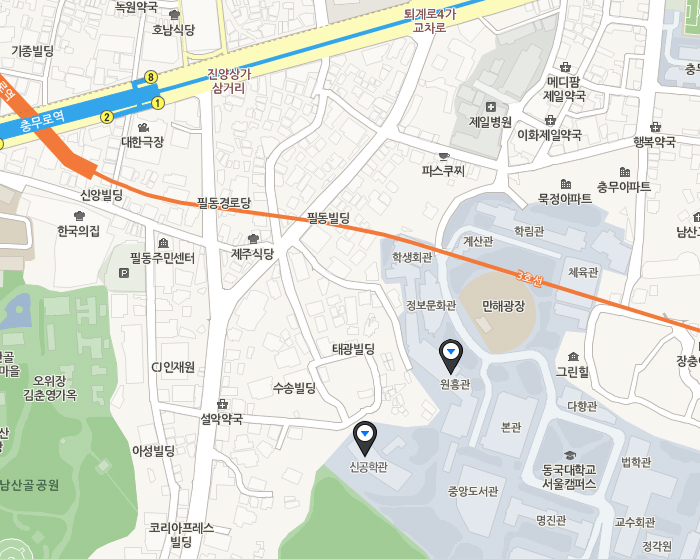 녹원약국
호남식당
기종빌딩
퇴계로4가
교차로
진양상가
삼거리
8
1
2
충무로역
대한극장
메디팜
제일약국
제일병원
이화제일약국
행복약국
파스쿠찌
충무아파트
묵정아파트
신양빌딩
필동경로당
필동빌딩
한국의집
필동주민센터
제주식당
P
계산관
학림관
학생회관
체육관
3호선
정보문화관
만해광장
태광빌딩
원흥관
그린힐
CJ인재원
수송빌딩
오위장
김춘영가옥
설악약국
다향관
본관
이성빌딩
신공학관
동국대학교
서울캠퍼스
법학관
남산골공원
중앙도서관
명진관
교수회관
코리아프레스
빌딩
정각원